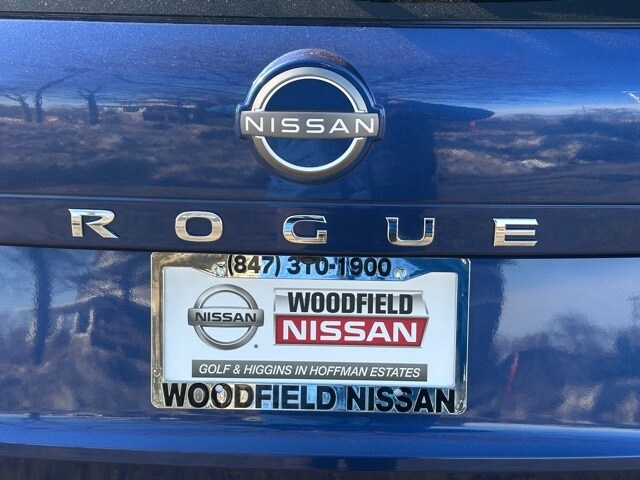 NISSAN
ROGUE
(847) 310-1900
NISSAN
WOODFIELD
NISSAN
GOLF & HIGGINS IN HOFFMAN ESTATES
WOODFIELD NISSAN